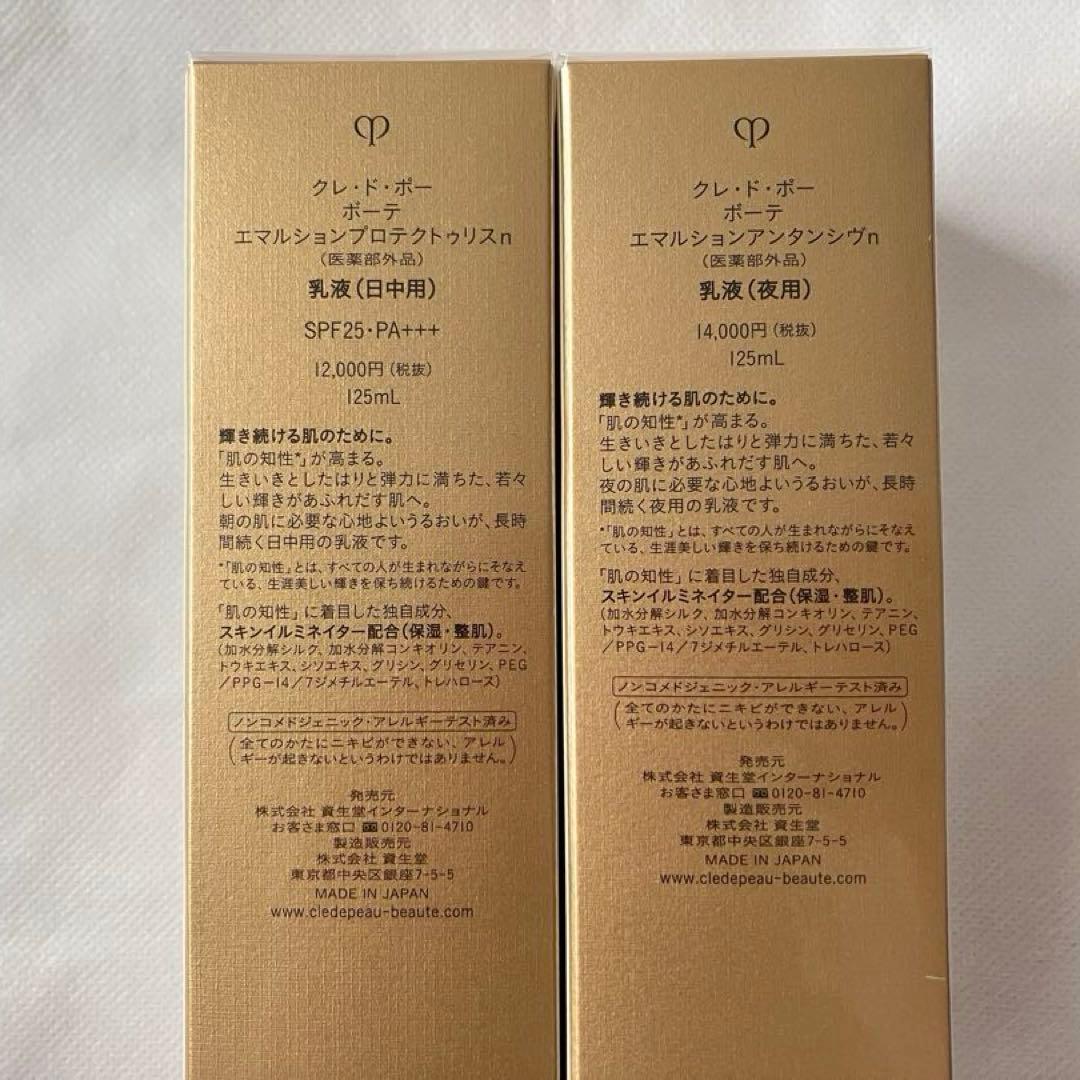 クレ・ド・ポー
ボーテ
エマルションプロテクトゥリスn
(医薬部外品)
乳液(日中用)
SPF25・PA+++
12,000円(税抜)
125mL
輝き続ける肌のために。
「肌の知性*」が高まる。
生きいきとしたはりと弾力に満ちた、若々
しい輝きがあふれだす肌へ。
朝の肌に必要な心地よいうるおいが、長時
間続く日中用の乳液です。
*「肌の知性」とは、すべての人が生まれながらにそなえ
ている、生涯美しい輝きを保ち続けるための鍵です。
「肌の知性」に着目した独自成分、
スキンイルミネイター配合(保湿・整肌)。
(加水分解シルク、加水分解コンキオリン、テアニン、
トウキエキス、シソエキス、グリシン、グリセリン、PEG
/PPG-14/7ジメチルエーテル、トレハロース)
ノンコメドジェニック・アレルギーテスト済み
(全てのかたにニキビができない、アレル
ギーが起きないというわけではありません。)
発売元
株式会社 資生堂インターナショナル
お客さま窓口 0120-81-4710
製造販売元
株式会社 資生堂
東京都中央区銀座7-5-5
MADE IN JAPAN
www.cledepeau-beaute.com
クレ・ド・ポー
ボーテ
エマルションアンタンシヴn
(医薬部外品)
乳液(夜用)
14,000円(税抜)
125mL
輝き続ける肌のために。
「肌の知性*」が高まる。
生きいきとしたはりと弾力に満ちた、若々
しい輝きがあふれだす肌へ。
夜の肌に必要な心地よいうるおいが、長時
間続く夜用の乳液です。
*「肌の知性」とは、すべての人が生まれながらにそなえ
ている、生涯美しい輝きを保ち続けるための鍵です。
「肌の知性」に着目した独自成分、
スキンイルミネイター配合(保湿・整肌)。
(加水分解シルク、加水分解コンキオリン、テアニン、
トウキエキス、シソエキス、グリシン、グリセリン、PEG
/PPG-14/7ジメチルエーテル、トレハロース)
ノンコメドジェニック・アレルギーテスト済み
(全てのかたにニキビができない、アレル
ギーが起きないというわけではありません。)
発売元
株式会社 資生堂インターナショナル
お客さま窓口 0120-81-4710
製造販売元
株式会社 資生堂
東京都中央区銀座7-5-5
MADE IN JAPAN
www.cledepeau-beaute.com